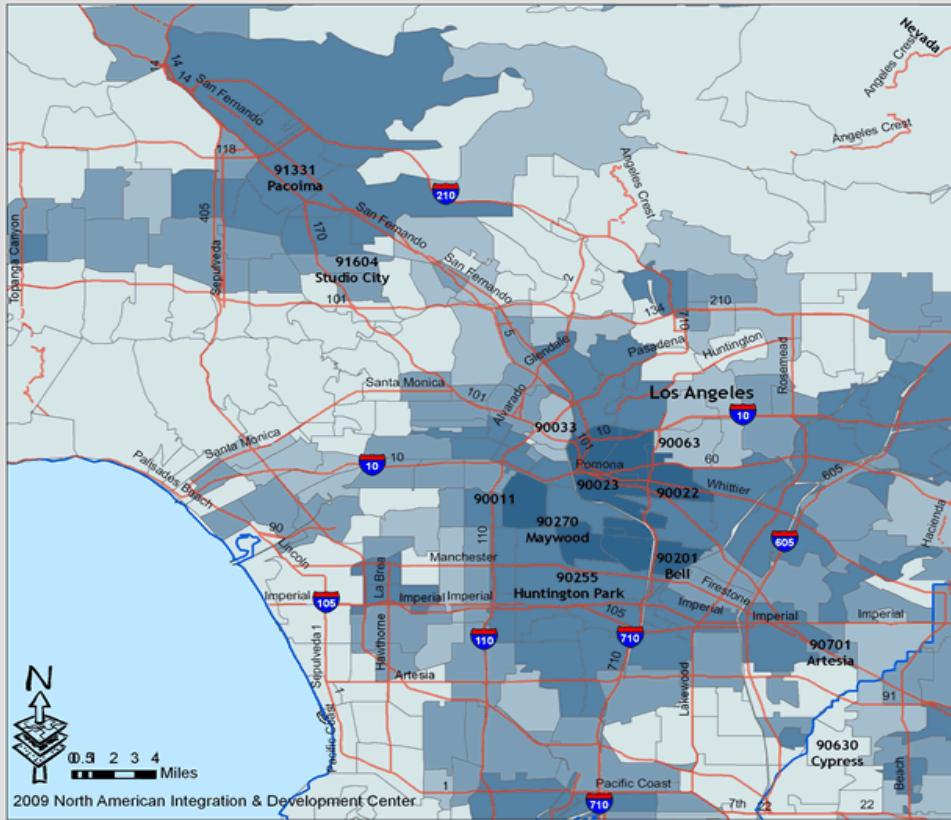 Nevada
Angeles Crest
Angeles Crest
Angeles Crest
14
14
14
San Fernando
118
91331
Pacoima
210
405
170
San Fernando
Topanga Canyon
Sepulveda
91604
Studio City
San Fernando
2
101
134
210
710
5
Glendale
Pasadena
Huntington
Rosemead
Santa Monica
101
Alvarado
Los Angeles
10
90033
101
10
90063
Santa Monica
10
10
Pomona
60
Palisades Beach
90023
90022
Whittier
605
90011
Hacienda
90
Lincoln
110
90270
Maywood
605
Manchester
90201
Bell
La Brea
90255
Huntington Park
Firestone
Imperial
105
Imperial
Imperial
105
Imperial
Imperial
Imperial
110
710
Sepulveda 1
Hawthorne
90701
Artesia
Artesia
710
Lakewood
91
1
Pacific Coast
90630
Cypress
Beach
N
0 0.5 1 2 3 4
Miles
1
Pacific Coast
710
7th
22
22
2009 North American Integration & Development Center